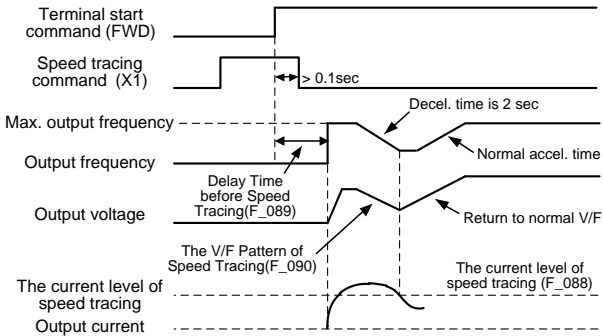 Terminal start
command (FWD)
Speed tracing
command (X1)
> 0.1sec
Decel. time is 2 sec
Max. output frequency
Normal accel. time
Output frequency
Delay Time
before Speed
Tracing(F_089)
Output voltage
Return to normal V/F
The V/F Pattern of
Speed Tracing(F_090)
The current level of
speed tracing (F_088)
The current level of
speed tracing
Output current